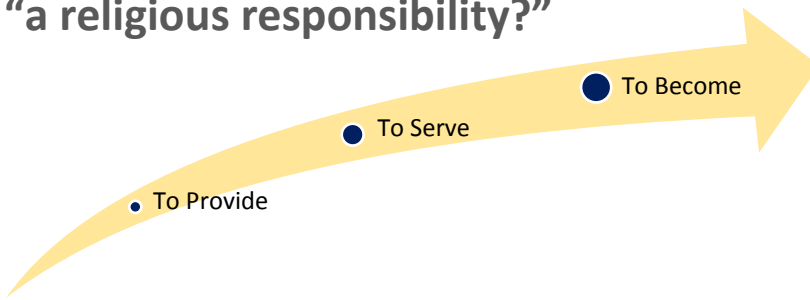 “a religious responsibility?”
To Become
To Serve
To Provide